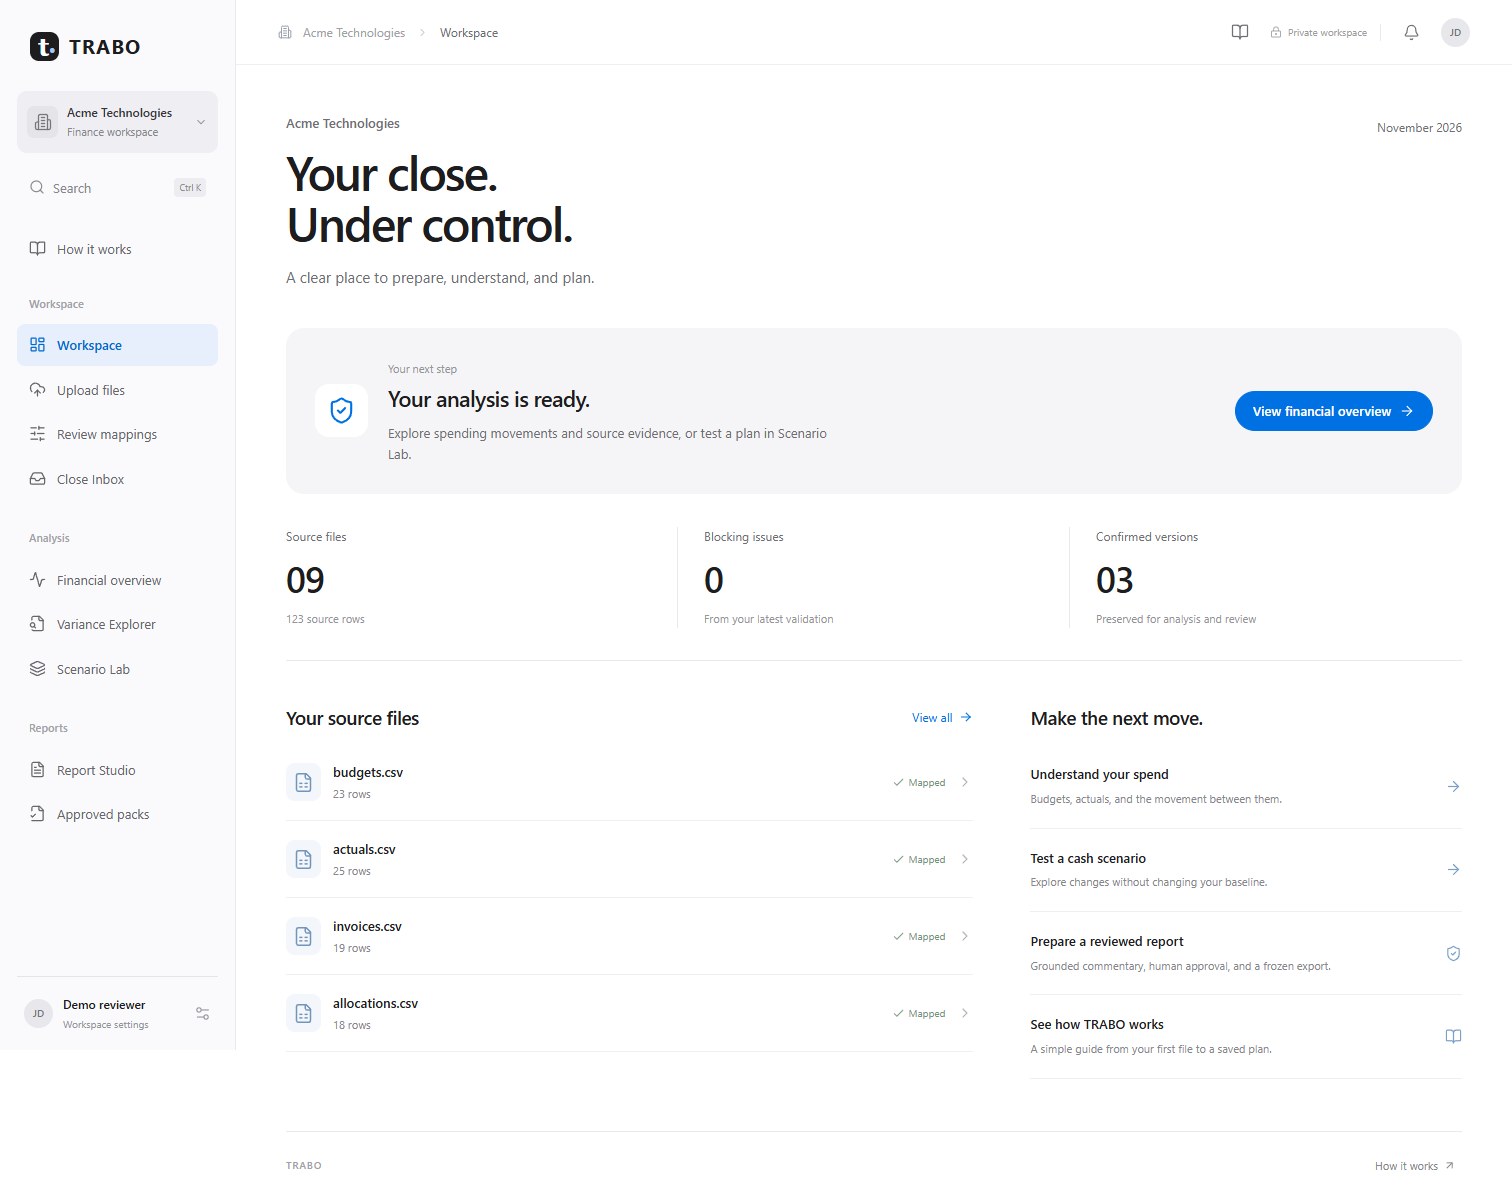 t. TRABO
Acme Technologies
Finance workspace
Search
Ctrl K
How it works
Workspace
Workspace
Upload files
Review mappings
Close Inbox
Analysis
Financial overview
Variance Explorer
Scenario Lab
Reports
Report Studio
Approved packs
JD
Demo reviewer
Workspace settings
Acme Technologies
Workspace
Private workspace
JD
Acme Technologies
November 2026
Your close.
Under control.
A clear place to prepare, understand, and plan.
Your next step
Your analysis is ready.
Explore spending movements and source evidence, or test a plan in Scenario
Lab.
View financial overview
Source files
09
123 source rows
Blocking issues
0
From your latest validation
Confirmed versions
03
Preserved for analysis and review
Your source files
View all
budgets.csv
23 rows
Mapped
actuals.csv
25 rows
Mapped
invoices.csv
19 rows
Mapped
allocations.csv
18 rows
Mapped
Make the next move.
Understand your spend
Budgets, actuals, and the movement between them.
Test a cash scenario
Explore changes without changing your baseline.
Prepare a reviewed report
Grounded commentary, human approval, and a frozen export.
See how TRABO works
A simple guide from your first file to a saved plan.
TRABO
How it works